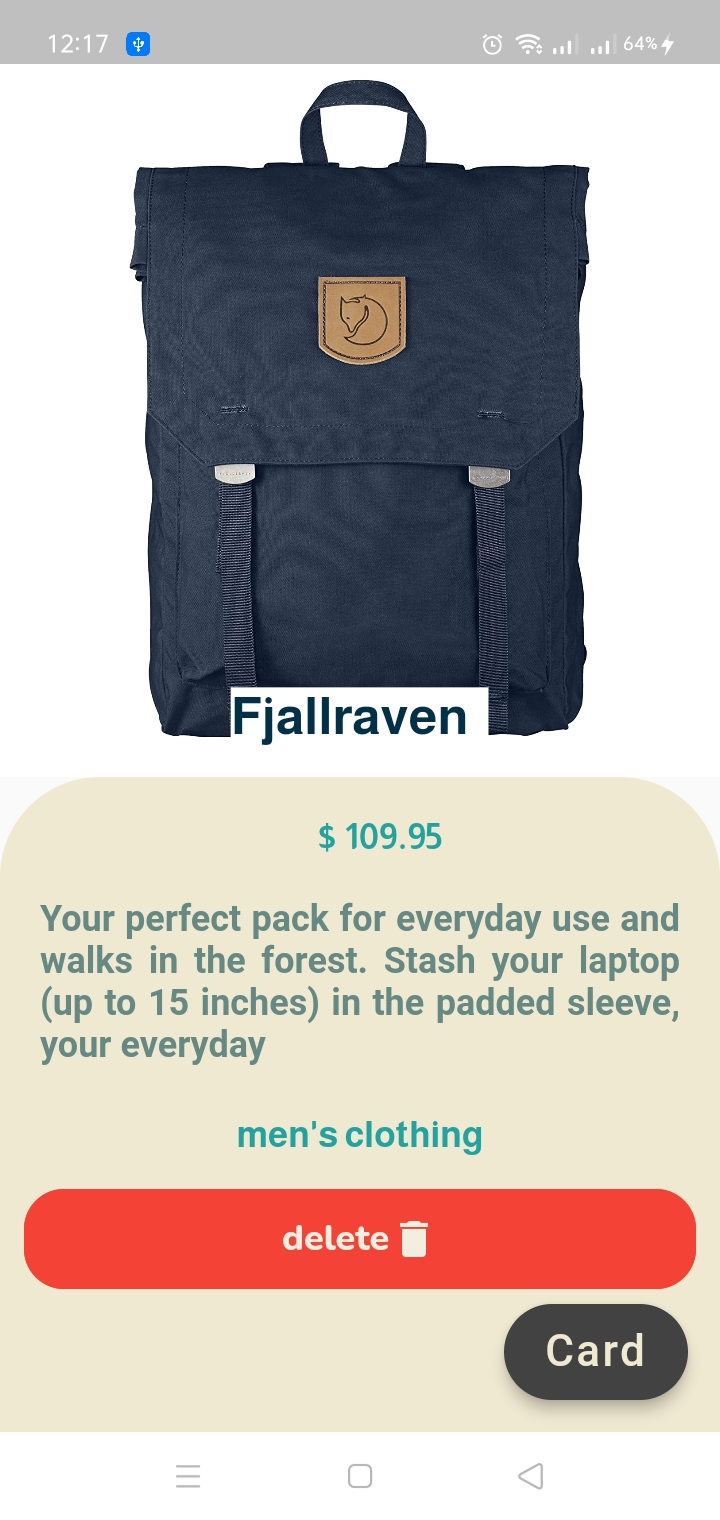 12:17
64%
Fjallraven
$ 109.95
Your perfect pack for everyday use and
walks in the forest. Stash your laptop
(up to 15 inches) in the padded sleeve,
your everyday
men's clothing
delete
Card